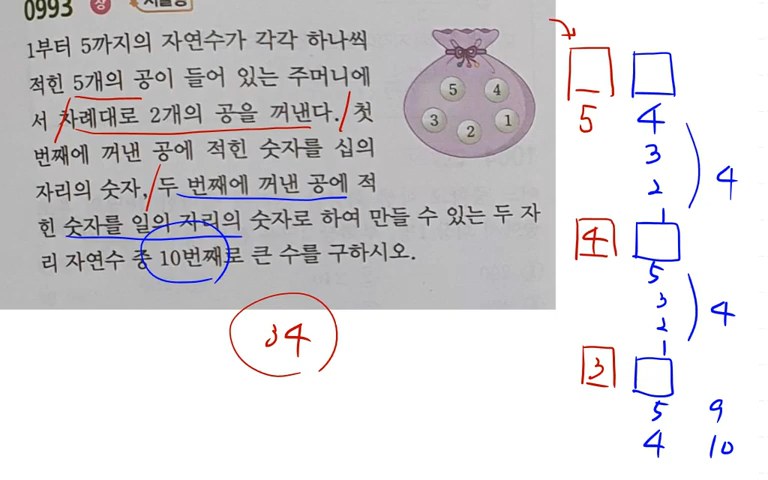 0993 상
1부터 5까지의 자연수가 각각 하나씩
적힌 5개의 공이 들어 있는 주머니에
서 차례대로 2개의 공을 꺼낸다. 첫
번째에 꺼낸 공에 적힌 숫자를 십의
자리의 숫자, 두 번째에 꺼낸 공에 적
힌 숫자를 일의 자리의 숫자로 하여 만들 수 있는 두 자
리 자연수 중 10번째로 큰 수를 구하시오.
5 4
3 2 1
34
5 4
3
2 4
1
4
5
3
2 4
1
3
5 9
4 10